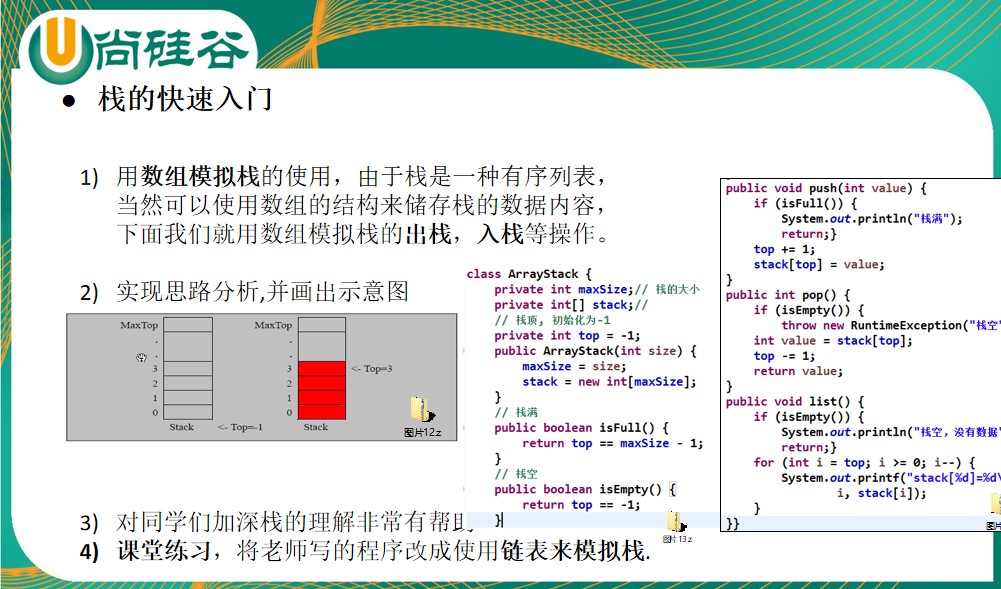 尚硅谷
● 栈的快速入门
1) 用数组模拟栈的使用，由于栈是一种有序列表，
当然可以使用数组的结构来储存栈的数据内容，
下面我们就用数组模拟栈的出栈，入栈等操作。
2) 实现思路分析,并画出示意图
MaxTop
.
.
3
2
1
0
Stack <- Top=-1
MaxTop
.
.
3 <- Top=3
2
1
0
Stack
图片12.z
3) 对同学们加深栈的理解非常有帮助
4) 课堂练习，将老师写的程序改成使用链表来模拟栈.
class ArrayStack {
private int maxSize;// 栈的大小
private int[] stack;//
// 栈顶, 初始化为-1
private int top = -1;
public ArrayStack(int size) {
maxSize = size;
stack = new int[maxSize];
}
// 栈满
public boolean isFull() {
return top == maxSize - 1;
}
// 栈空
public boolean isEmpty() {
return top == -1;
}
图片13.z
public void push(int value) {
if (isFull()) {
System.out.println("栈满");
return;}
top += 1;
stack[top] = value;
}
public int pop() {
if (isEmpty()) {
throw new RuntimeException("栈空"
int value = stack[top];
top -= 1;
return value;
}
public void list() {
if (isEmpty()) {
System.out.println("栈空，没有数据"
return;}
for (int i = top; i >= 0; i--) {
System.out.printf("stack[%d]=%d\
i, stack[i]);
}
}}
图片